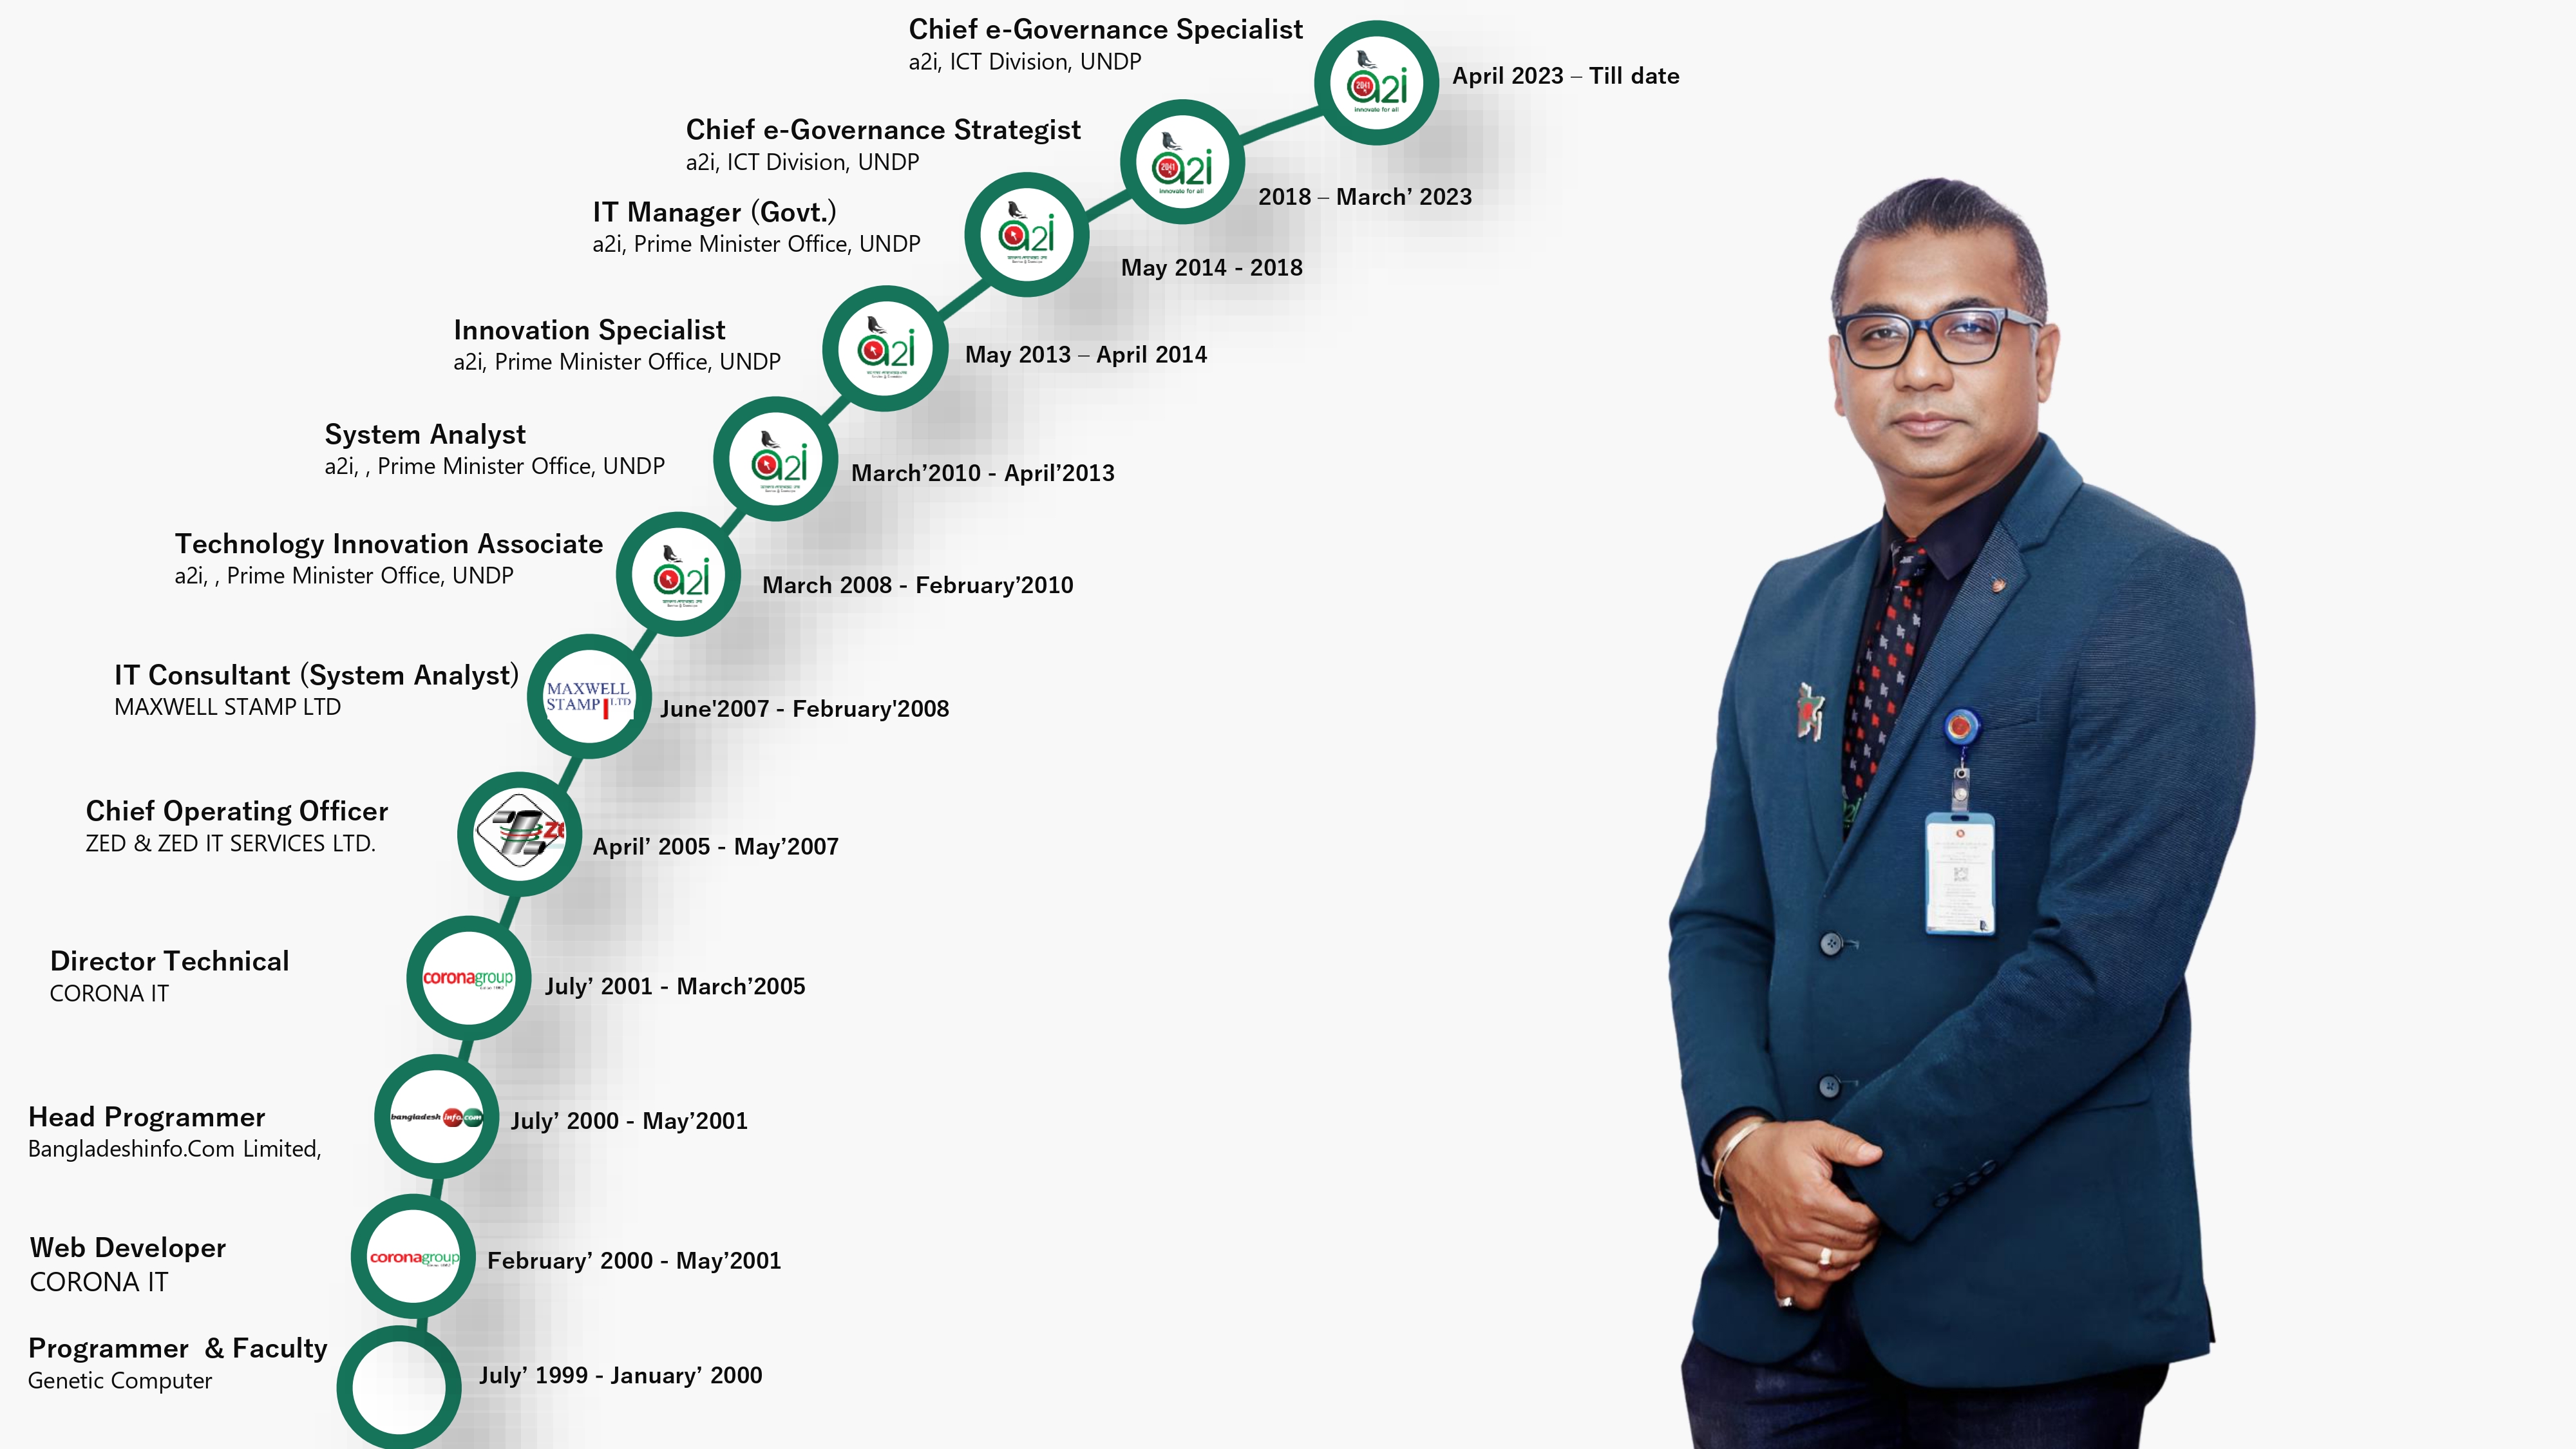 Chief e-Governance Specialist
a2i, ICT Division, UNDP
a2i
innovate for all
April 2023 – Till date
Chief e-Governance Strategist
a2i, ICT Division, UNDP
a2i
innovate for all
2018 – March’ 2023
IT Manager (Govt.)
a2i, Prime Minister Office, UNDP
a2i
May 2014 - 2018
Innovation Specialist
a2i, Prime Minister Office, UNDP
a2i
May 2013 – April 2014
System Analyst
a2i, , Prime Minister Office, UNDP
a2i
March’2010 - April’2013
Technology Innovation Associate
a2i, , Prime Minister Office, UNDP
a2i
March 2008 - February’2010
IT Consultant (System Analyst)
MAXWELL STAMP LTD
MAXWELL
STAMP LTD
June'2007 - February'2008
Chief Operating Officer
ZED & ZED IT SERVICES LTD.
April’ 2005 - May’2007
Director Technical
CORONA IT
coronagroup
July’ 2001 - March’2005
Head Programmer
Bangladeshinfo.Com Limited,
bangladesh info.com
July’ 2000 - May’2001
Web Developer
CORONA IT
coronagroup
February’ 2000 - May’2001
Programmer  & Faculty
Genetic Computer
July’ 1999 - January’ 2000